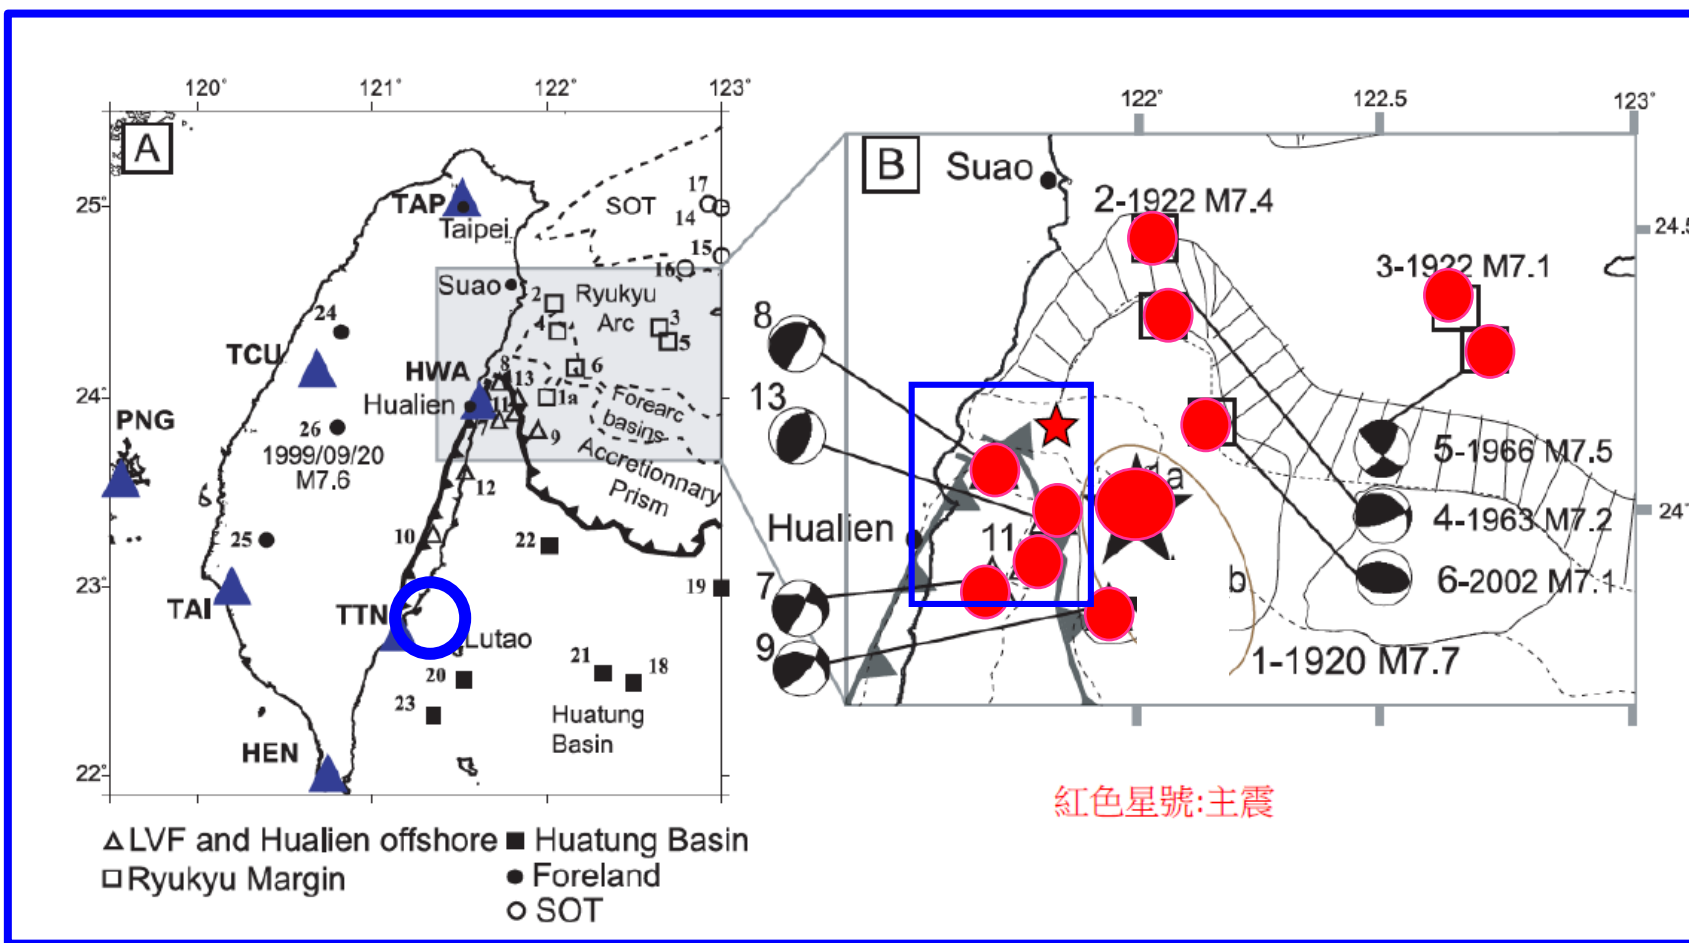 120°
121°
122°
123°
A
25°
24°
23°
22°
TAP
Taipei
SOT
17
14
15
16
Suao
2
Ryukyu
Arc
4
3
5
6
24
TCU
HWA
8
13
Hualien
11
1a
7
9
Forearc
basins
Accretionnary
Prism
PNG
26
1999/09/20
M7.6
12
25
10
22
19
TAI
TTN
Lutao
20
21
18
23
Huatung
Basin
HEN
LVF and Hualien offshore
Huatung Basin
Ryukyu Margin
Foreland
SOT
122°
122.5
123°
B
Suao
2-1922 M7.4
24.5
3-1922 M7.1
8
13
5-1966 M7.5
a
Hualien
11
4-1963 M7.2
24°
7
b
6-2002 M7.1
9
1-1920 M7.7
紅色星號:主震